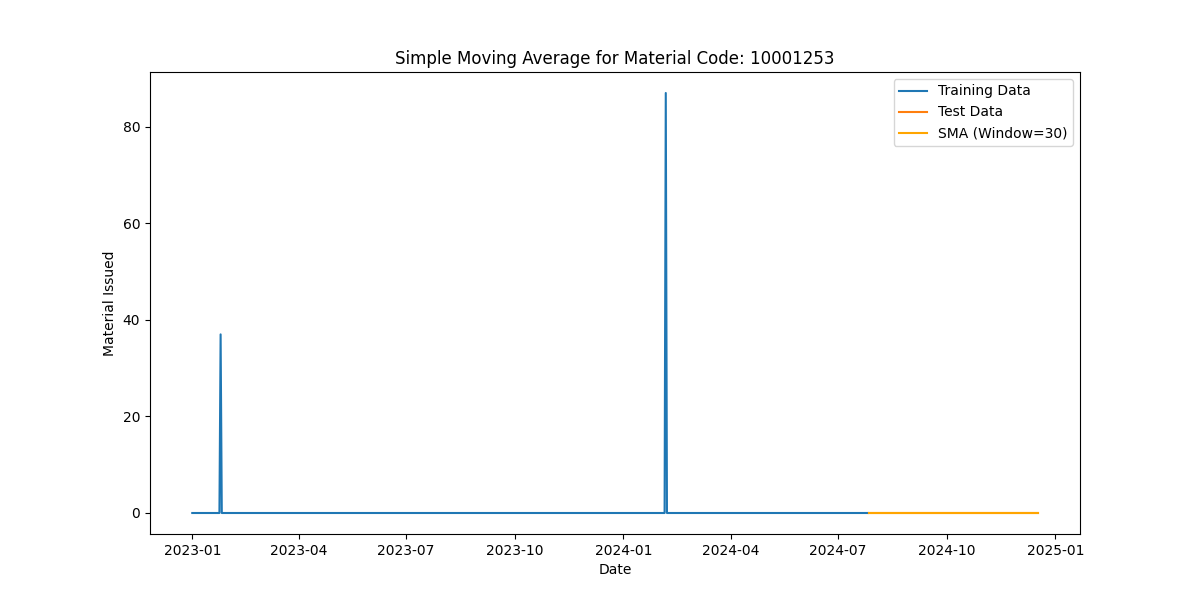 Simple Moving Average for Material Code: 10001253
Training Data
Test Data
SMA (Window=30)
Material Issued
80
60
40
20
0
2023-01 2023-04 2023-07 2023-10 2024-01 2024-04 2024-07 2024-10 2025-01
Date